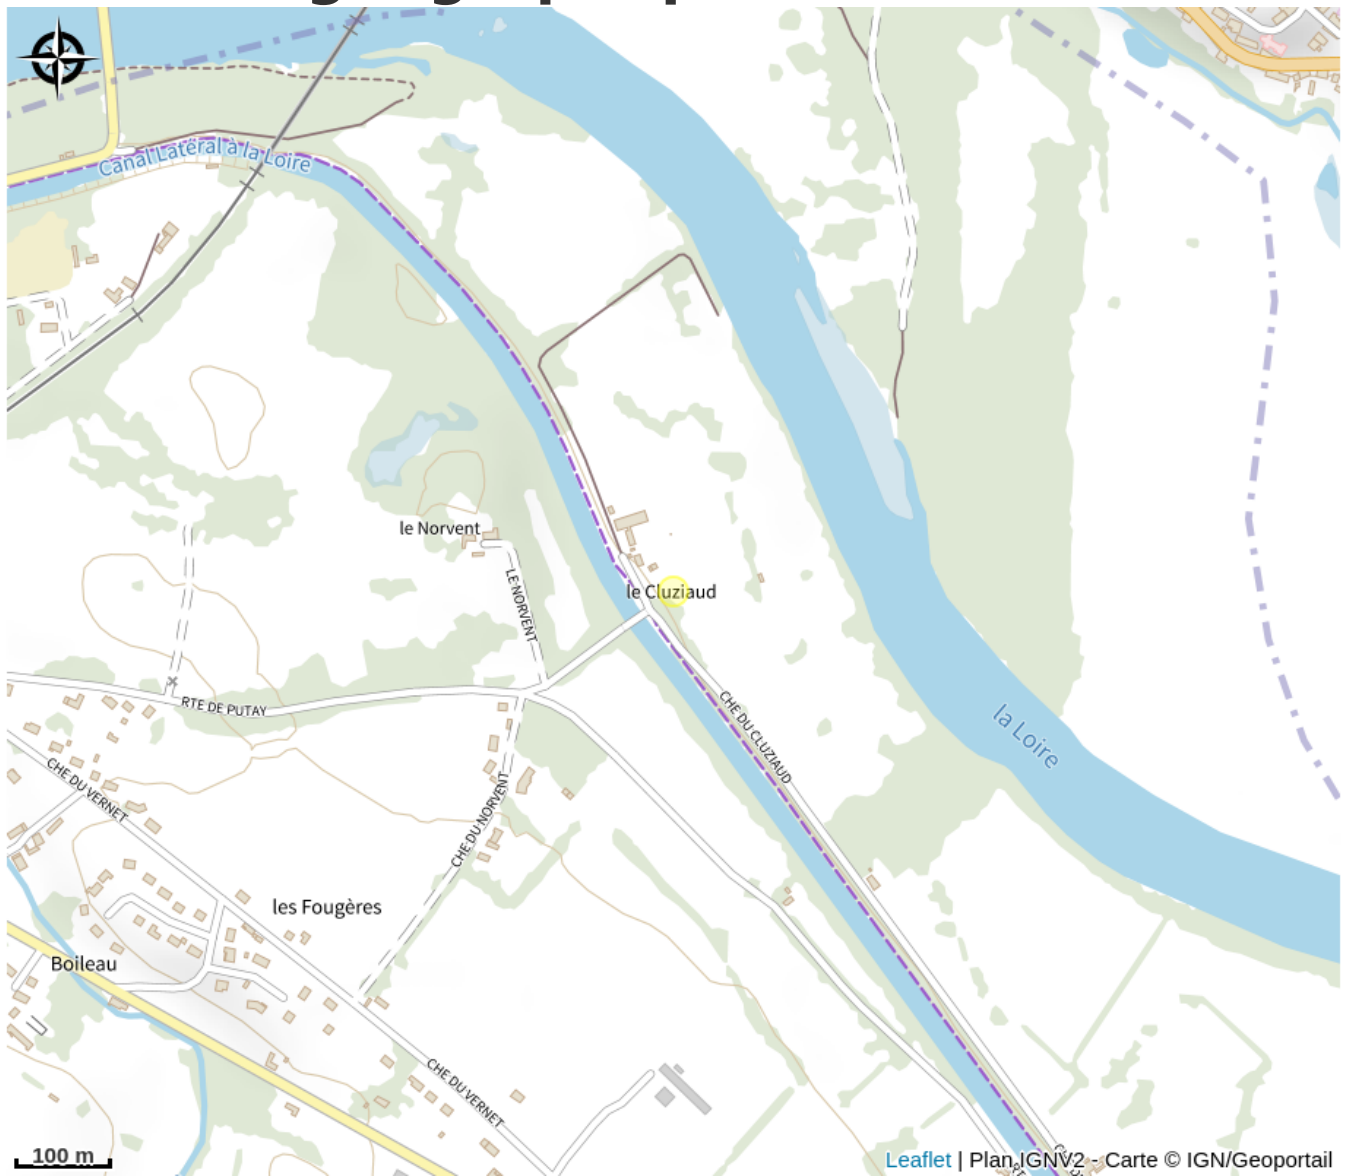 Canal Latéral à la Loire
le Norvent
LE NORVENT
le Cluziaud
RTE DE PUTAY
CHE DU CLUZIAUD
la Loire
CHE DU VERNET
CHE DU NORVENT
les Fougères
Boileau
CHE DU VERNET
100 m
Leaflet | Plan IGNV2 - Carte © IGN/Geoportail